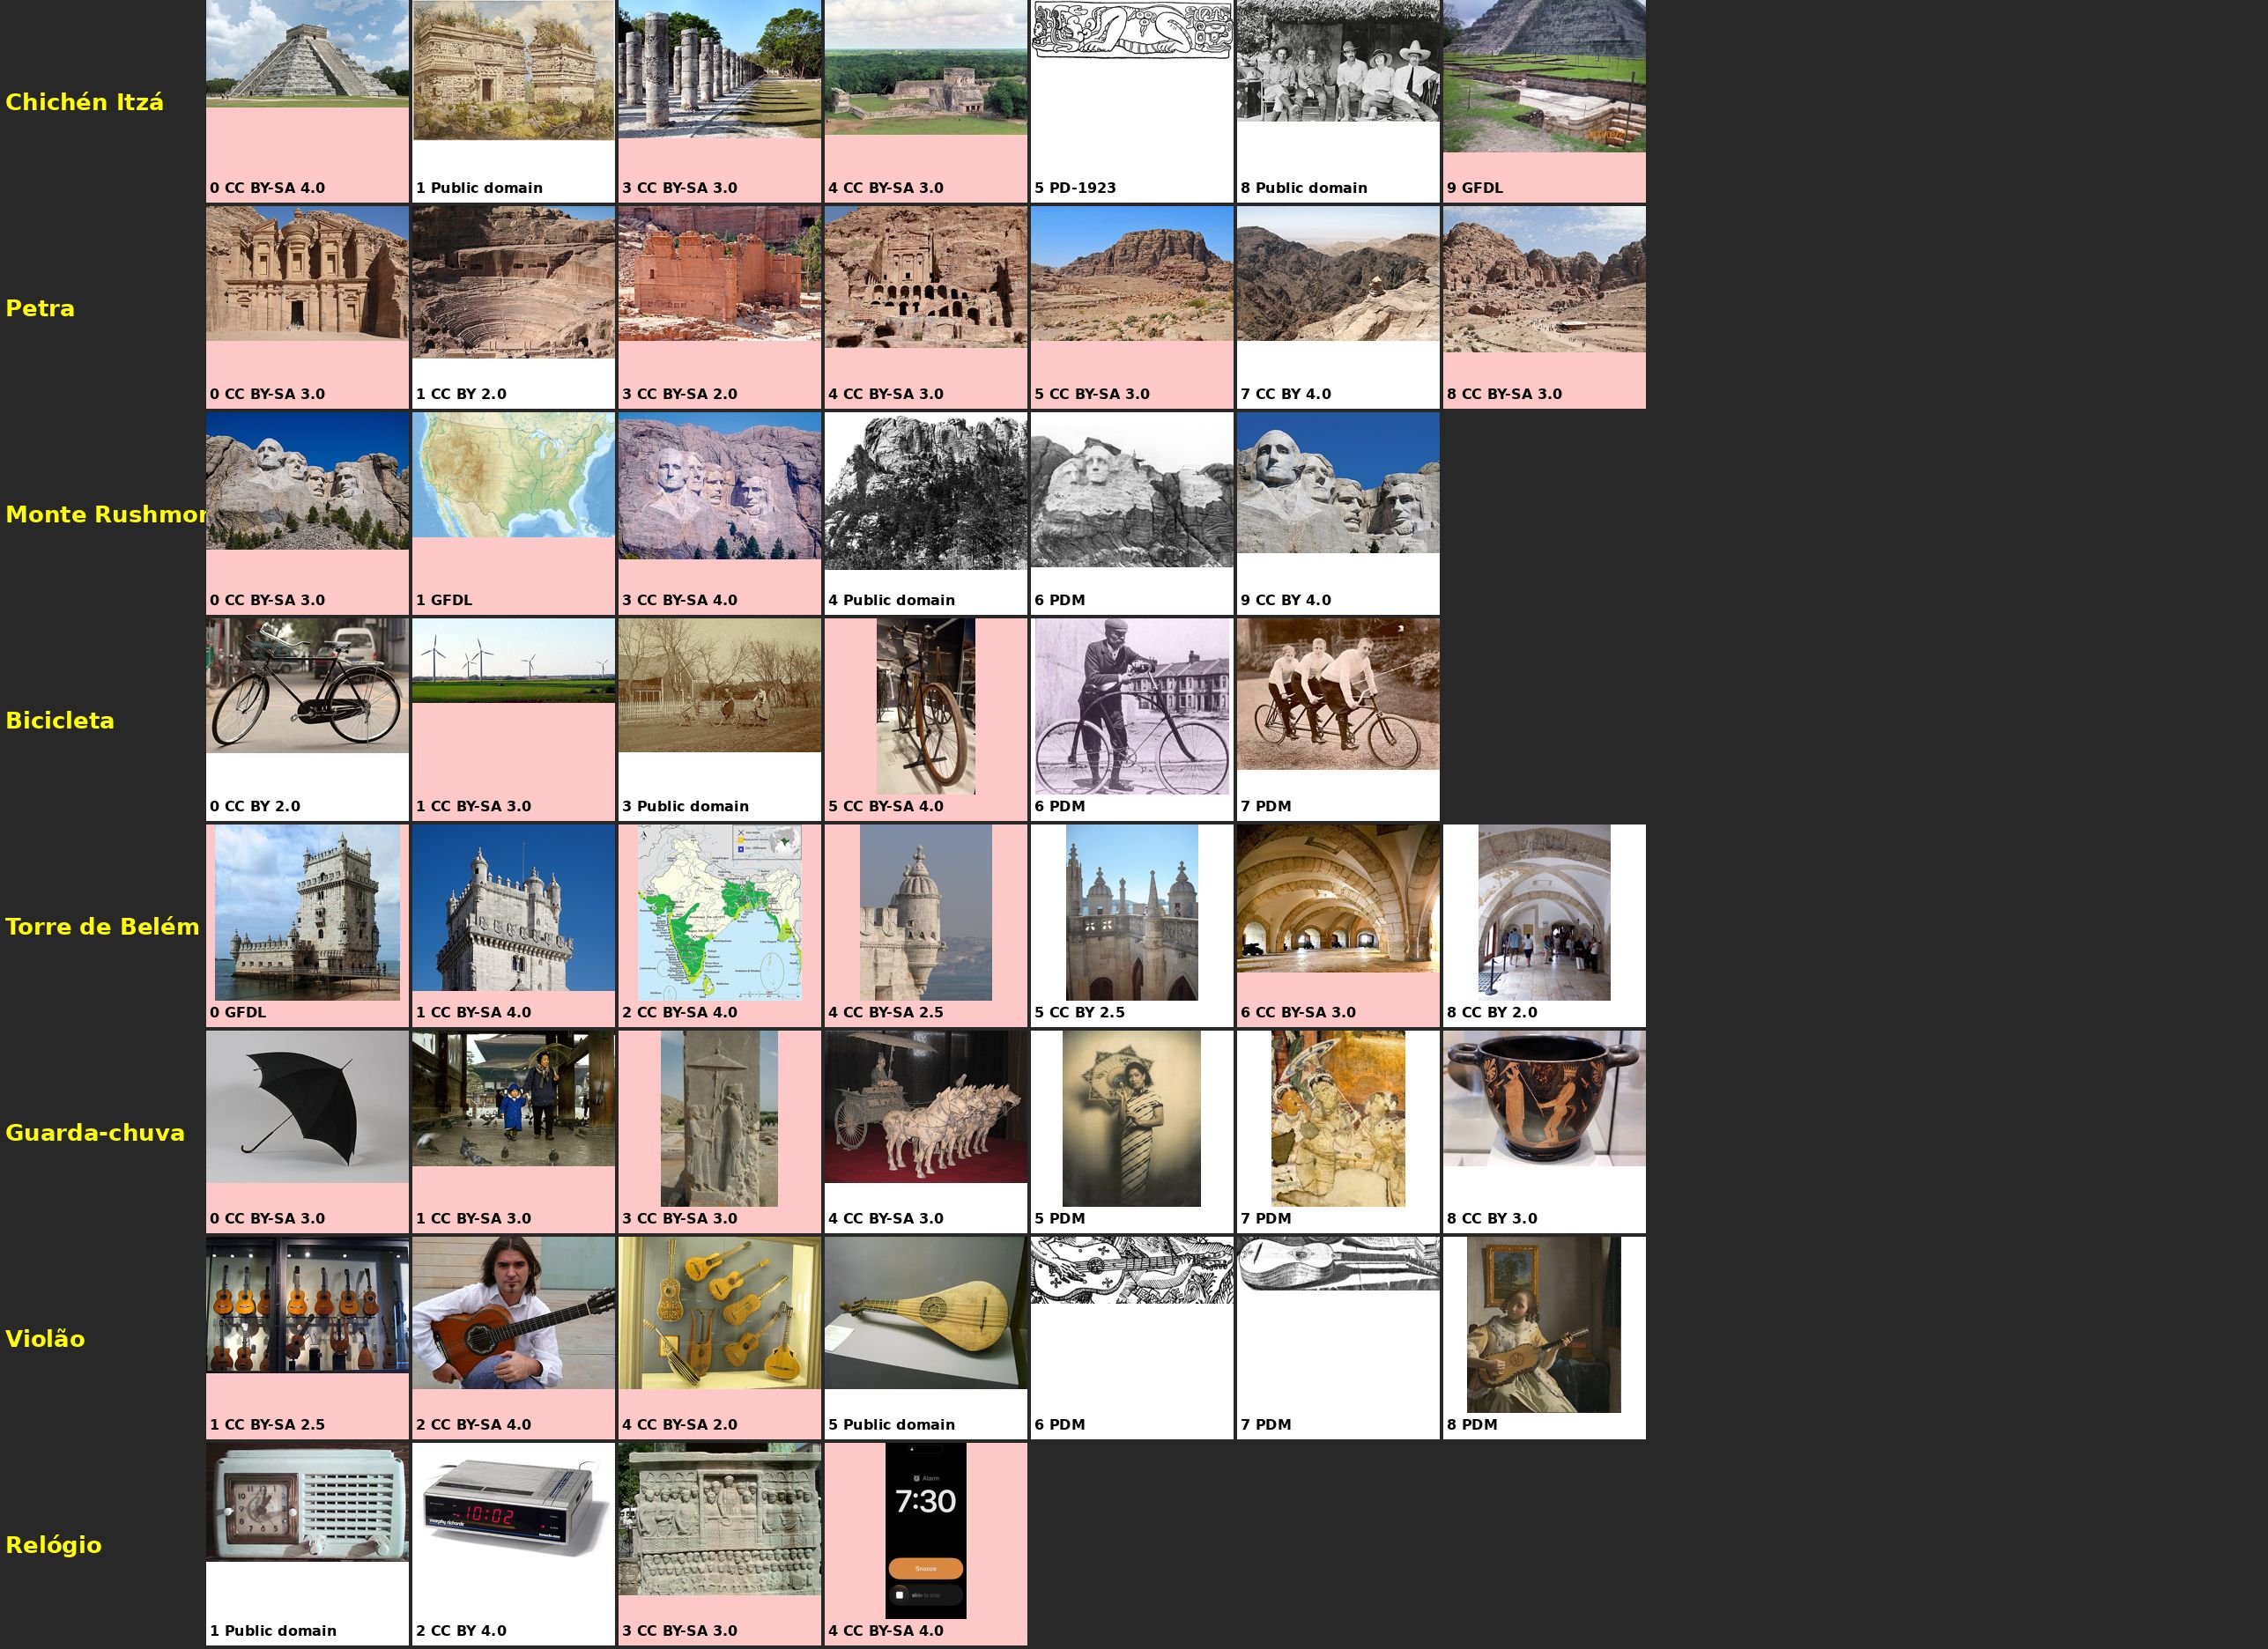 Chichén Itzá
0 CC BY-SA 4.0
1 Public domain
3 CC BY-SA 3.0
4 CC BY-SA 3.0
5 PD-1923
8 Public domain
9 GFDL
Petra
0 CC BY-SA 3.0
1 CC BY 2.0
3 CC BY-SA 2.0
4 CC BY-SA 3.0
5 CC BY-SA 3.0
7 CC BY 4.0
8 CC BY-SA 3.0
Monte Rushmor
0 CC BY-SA 3.0
1 GFDL
3 CC BY-SA 4.0
4 Public domain
6 PDM
9 CC BY 4.0
Bicicleta
0 CC BY 2.0
1 CC BY-SA 3.0
3 Public domain
5 CC BY-SA 4.0
6 PDM
7 PDM
Torre de Belém
0 GFDL
1 CC BY-SA 4.0
2 CC BY-SA 4.0
4 CC BY-SA 2.5
5 CC BY 2.5
6 CC BY-SA 3.0
8 CC BY 2.0
Guarda-chuva
0 CC BY-SA 3.0
1 CC BY-SA 3.0
3 CC BY-SA 3.0
4 CC BY-SA 3.0
5 PDM
7 PDM
8 CC BY 3.0
Violão
1 CC BY-SA 2.5
2 CC BY-SA 4.0
4 CC BY-SA 2.0
5 Public domain
6 PDM
7 PDM
8 PDM
Relógio
10:02
morphy richards
Alarm
7:30
Snooze
slide to stop
1 Public domain
2 CC BY 4.0
3 CC BY-SA 3.0
4 CC BY-SA 4.0